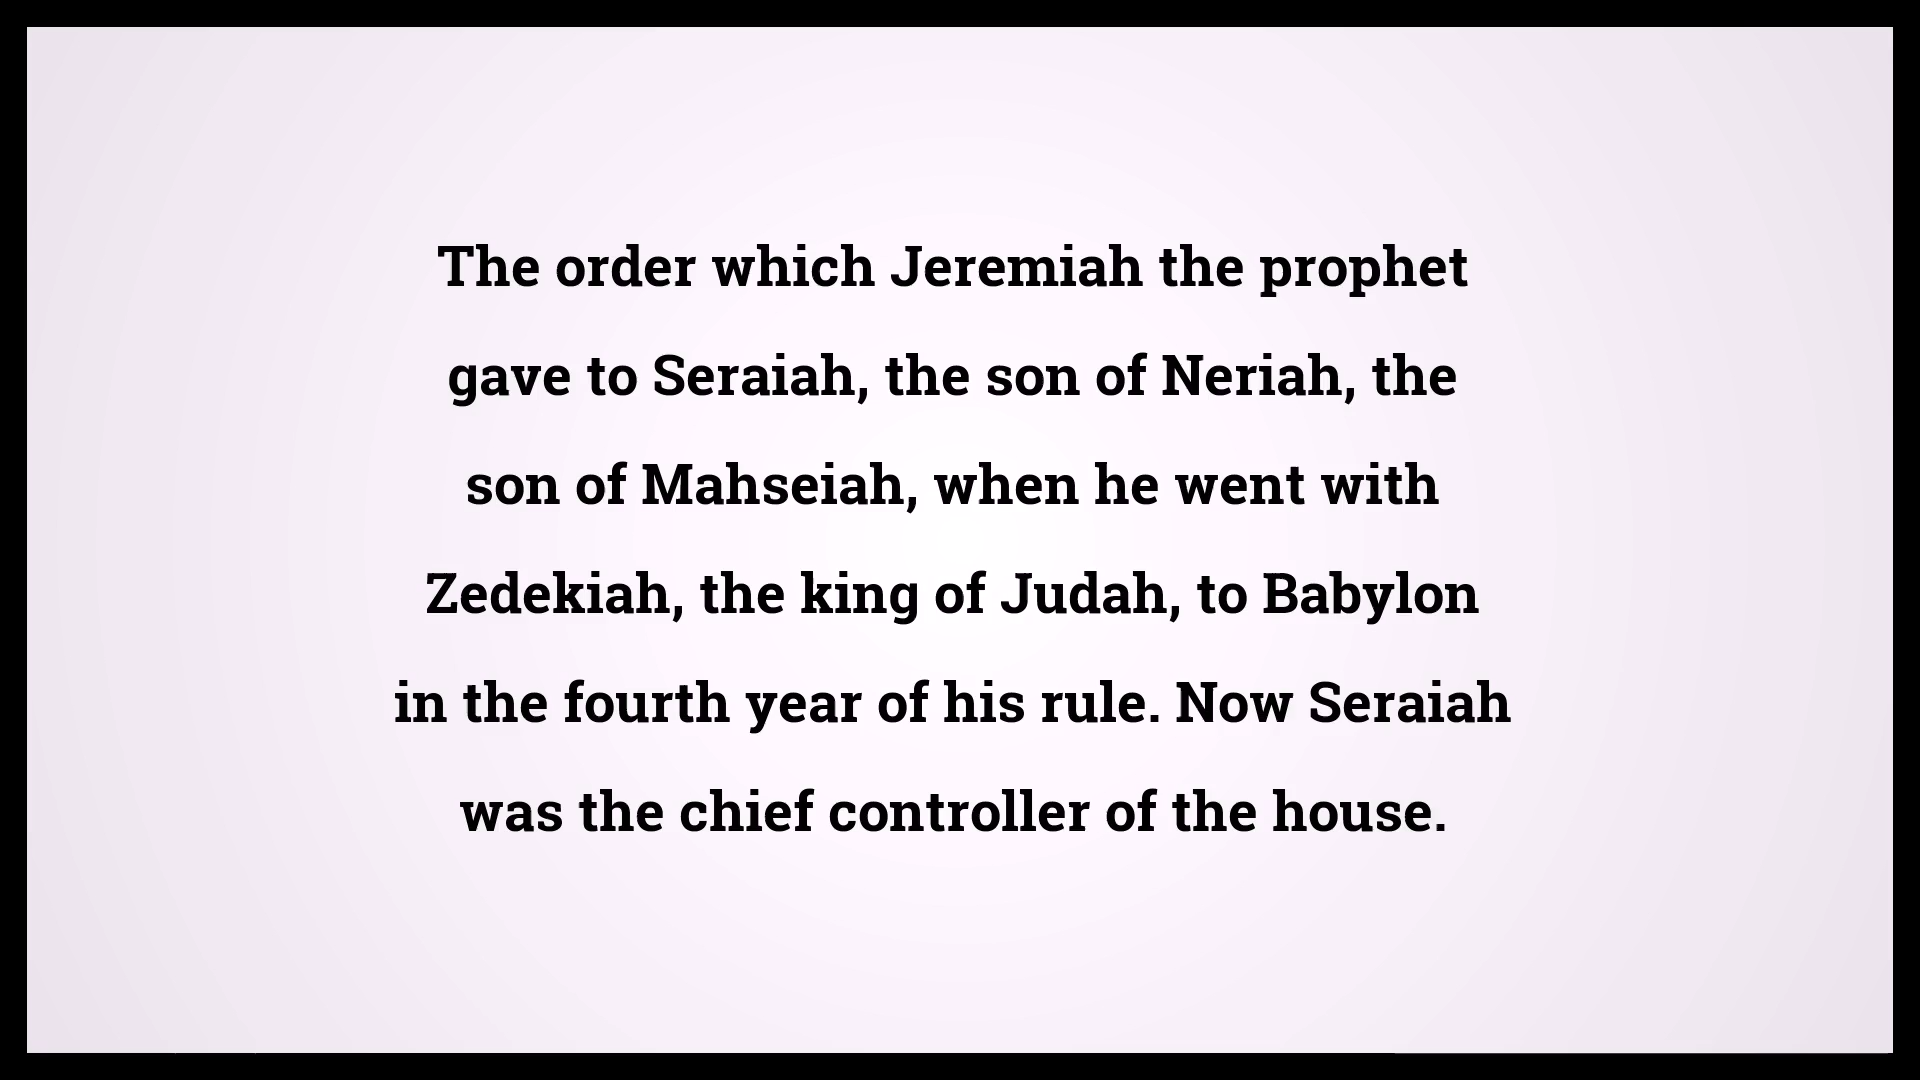 The order which Jeremiah the prophet
gave to Seraiah, the son of Neriah, the
son of Mahseiah, when he went with
Zedekiah, the king of Judah, to Babylon
in the fourth year of his rule. Now Seraiah
was the chief controller of the house.